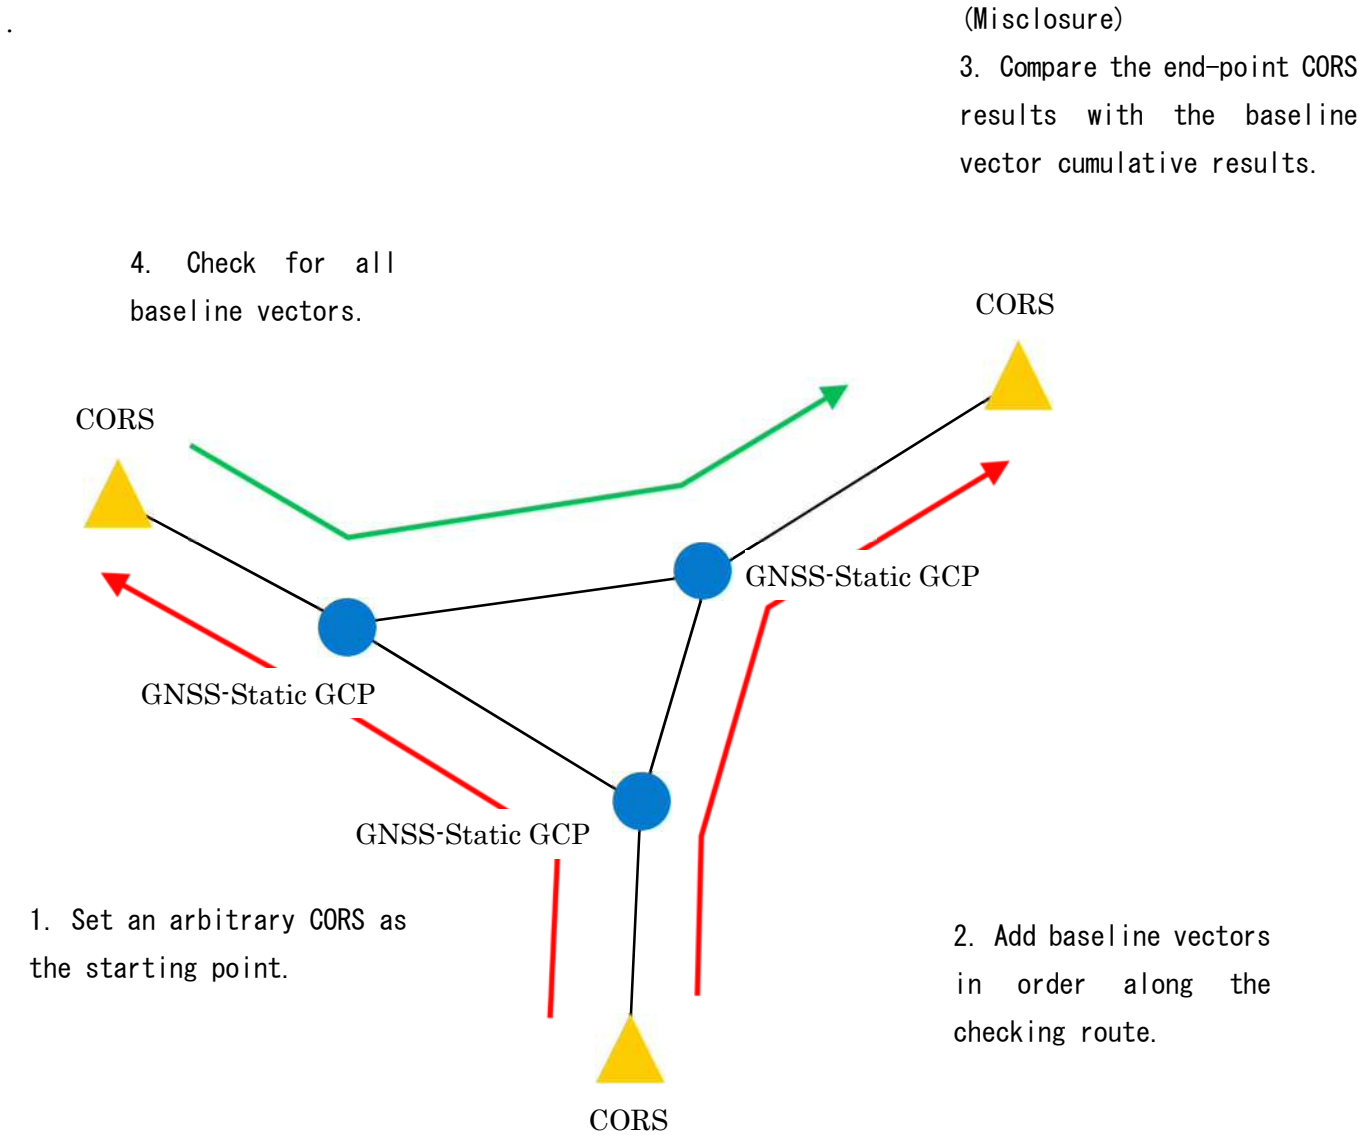 .
(Misclosure)
3. Compare the end-point CORS
results with the baseline
vector cumulative results.
4. Check for all
baseline vectors.
CORS
CORS
GNSS-Static GCP
GNSS-Static GCP
GNSS-Static GCP
1. Set an arbitrary CORS as
the starting point.
2. Add baseline vectors
in order along the
checking route.
CORS